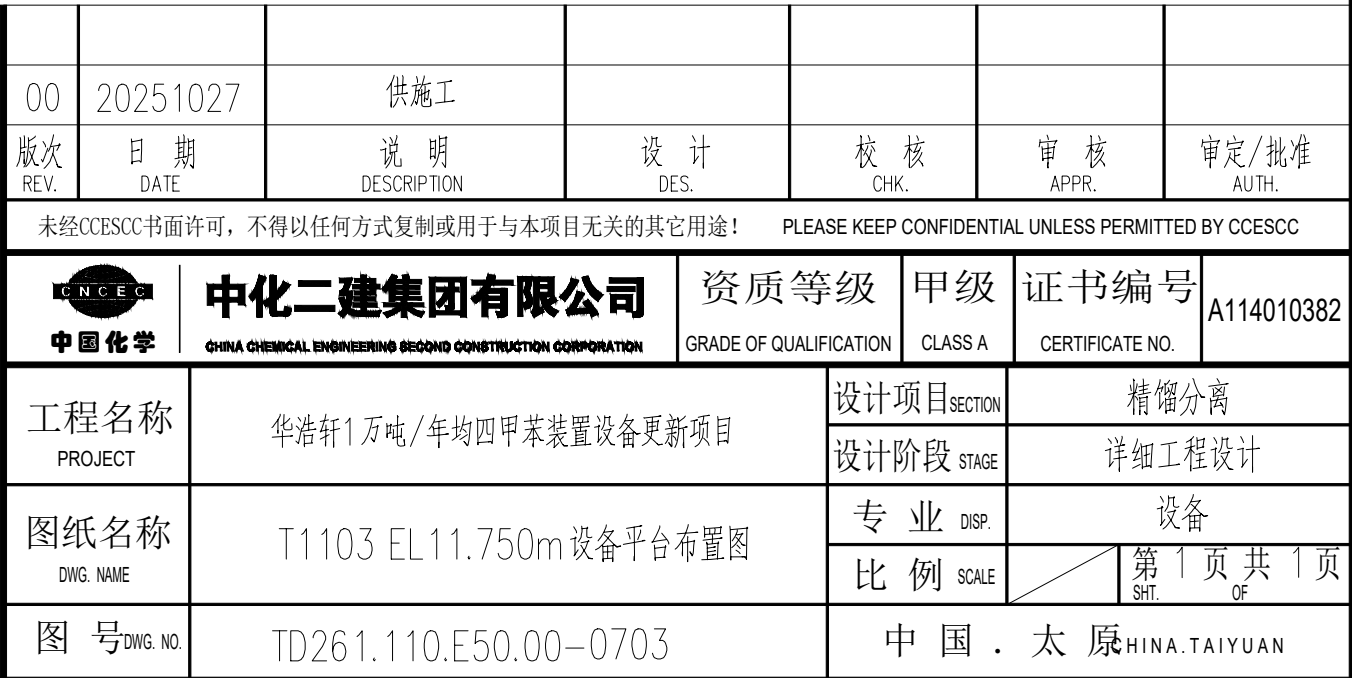 00 20251027 供施工
版次 日 期 说 明 设 计 校 核 审 核 审定/批准
REV. DATE DESCRIPTION DES. CHK. APPR. AUTH.
未经CCESCC书面许可，不得以任何方式复制或用于与本项目无关的其它用途！ PLEASE KEEP CONFIDENTIAL UNLESS PERMITTED BY CCESCC
CNCEC
中国化学
中化二建集团有限公司
CHINA CHEMICAL ENGINEERING SECOND CONSTRUCTION CORPORATION
资质等级 甲级 证书编号 A114010382
GRADE OF QUALIFICATION CLASS A CERTIFICATE NO.
工程名称
PROJECT
华浩轩1万吨/年均四甲苯装置设备更新项目
设计项目 SECTION 精馏分离
设计阶段 STAGE 详细工程设计
图纸名称
DWG. NAME
T1103 EL11.750m设备平台布置图
专 业 DISP. 设备
比 例 SCALE
第 1 页 共 1 页
SHT. OF
图 号 DWG. NO. TD261.110.E50.00-0703
中 国 . 太 原 CHINA.TAIYUAN